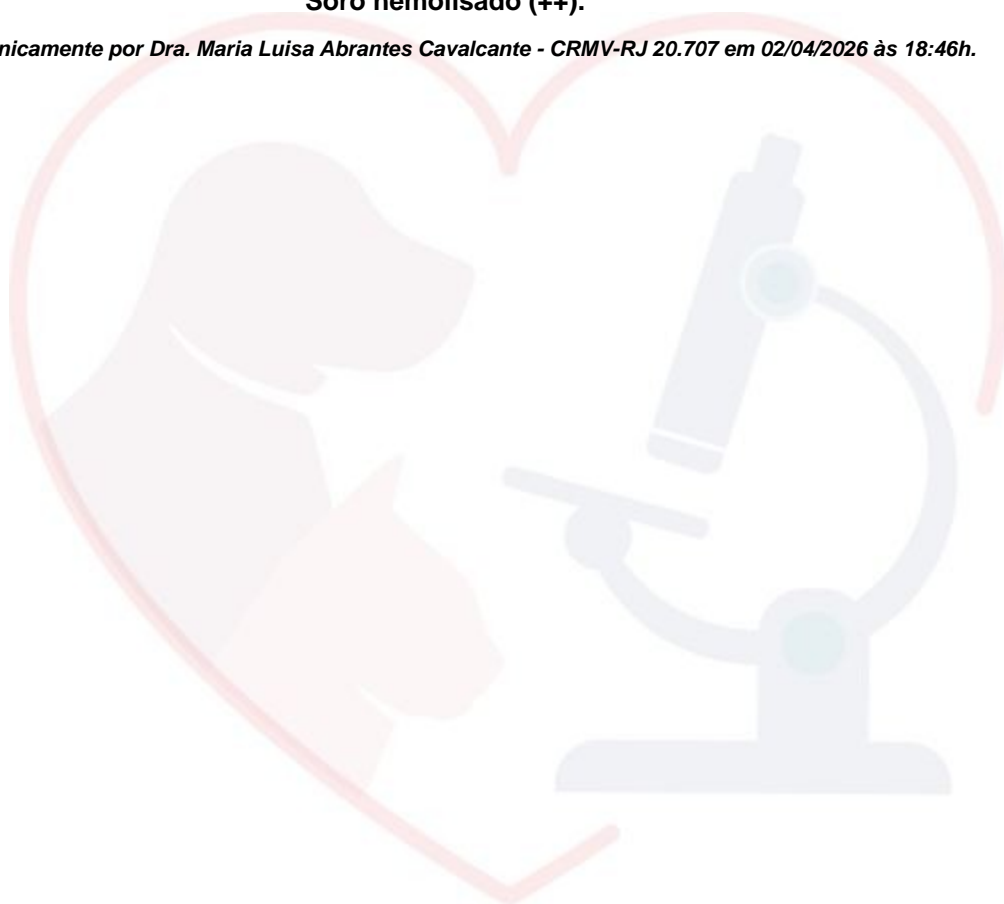 Soro hemolisado (++).
nicamente por Dra. Maria Luisa Abrantes Cavalcante - CRMV-RJ 20.707 em 02/04/2026 às 18:46h.